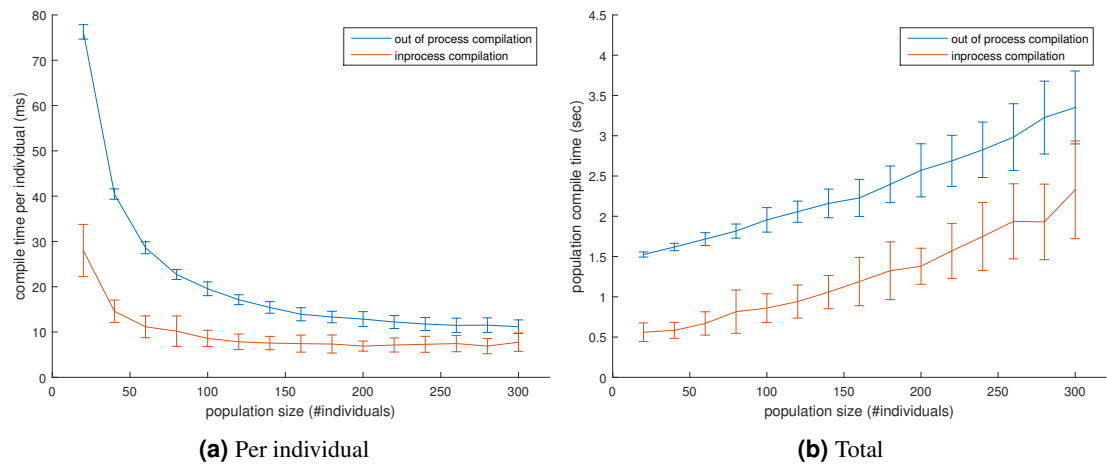 compile time per individual (ms)
80
70
60
50
40
30
20
10
0
out of process compilation
inprocess compilation
0 50 100 150 200 250 300
population size (#individuals)
(a) Per individual
population compile time (sec)
4.5
4
3.5
3
2.5
2
1.5
1
0.5
0
out of process compilation
inprocess compilation
0 50 100 150 200 250 300
population size (#individuals)
(b) Total